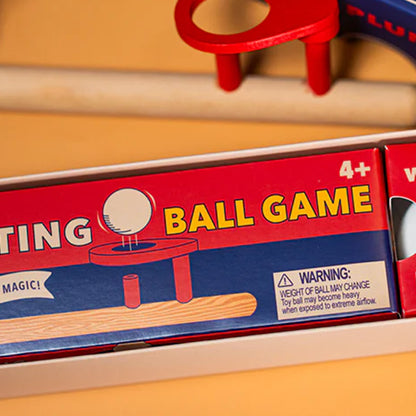 PLU
4+
TING BALL GAME
MAGIC!
WARNING:
WEIGHT OF BALL MAY CHANGE
Toy ball may become heavy
when exposed to extreme airflow.